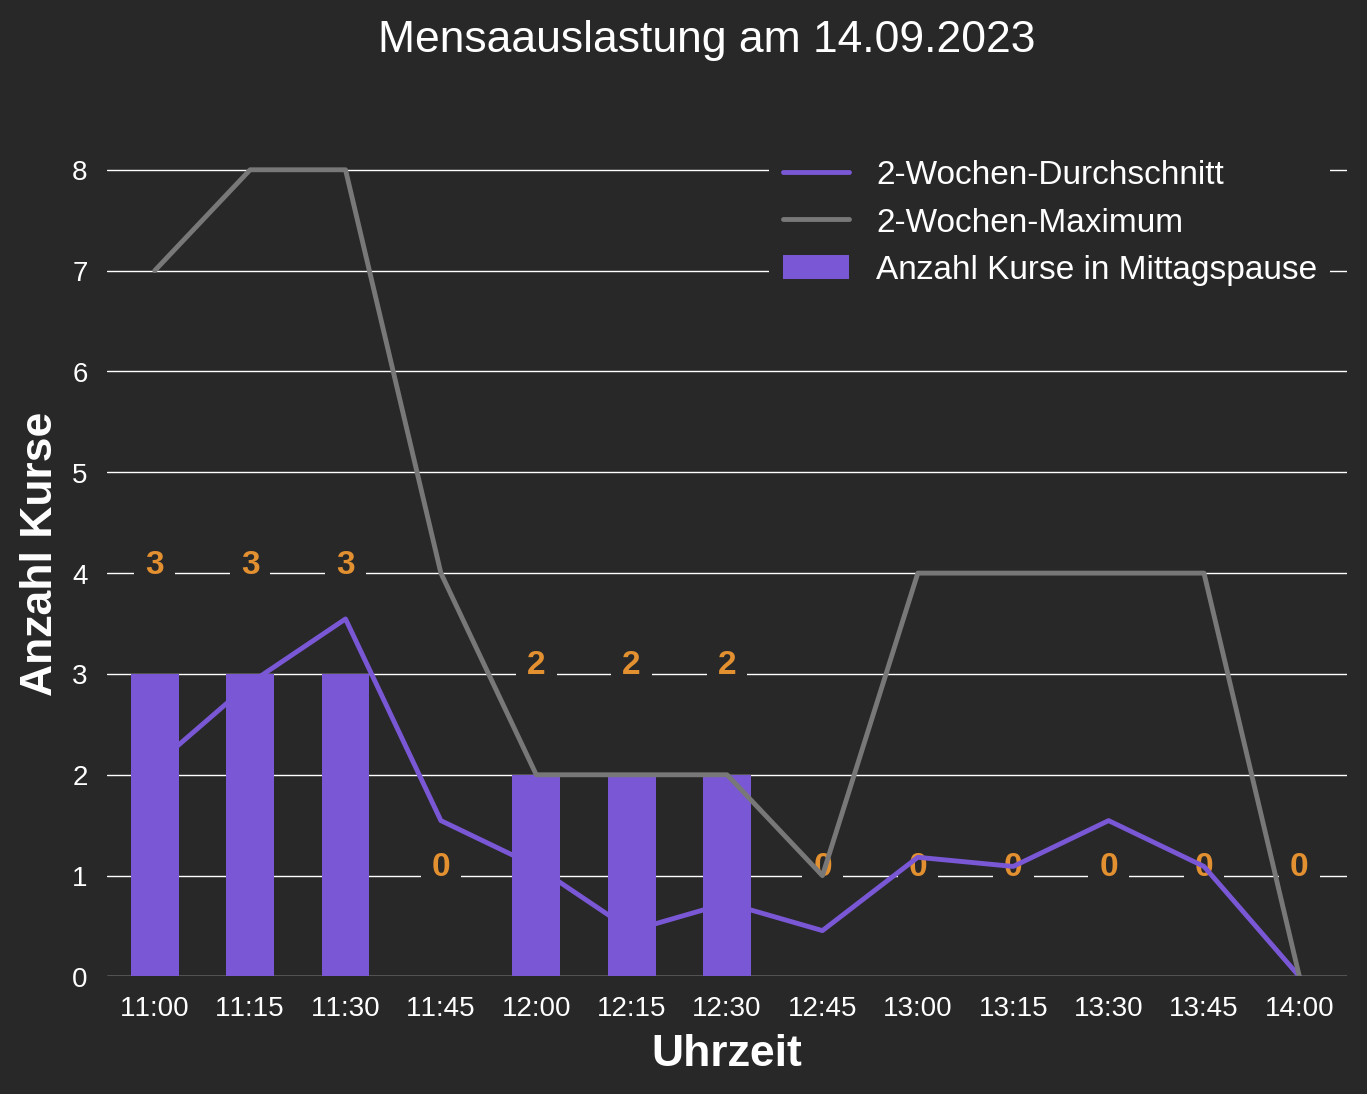 Mensaauslastung am 14.09.2023
2-Wochen-Durchschnitt
2-Wochen-Maximum
Anzahl Kurse in Mittagspause
Anzahl Kurse
8
7
6
5
4
3
2
1
0
3 3 3 0 2 2 2 0 0 0 0 0 0
11:00 11:15 11:30 11:45 12:00 12:15 12:30 12:45 13:00 13:15 13:30 13:45 14:00
Uhrzeit